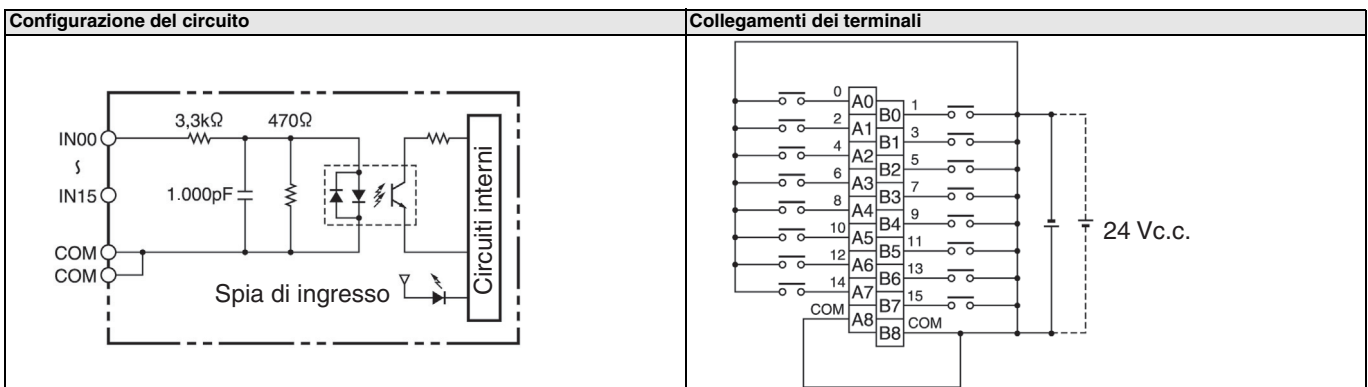 Configurazione del circuito
IN00
IN15
COM
COM
3,3kΩ
470Ω
1.000pF
Spia di ingresso
Circuiti interni
Collegamenti dei terminali
0 A0
B0 1
2 A1
B1 3
4 A2
B2 5
6 A3
B3 7
8 A4
B4 9
10 A5
B5 11
12 A6
B6 13
14 A7
B7 15
COM A8
B8 COM
24 Vc.c.